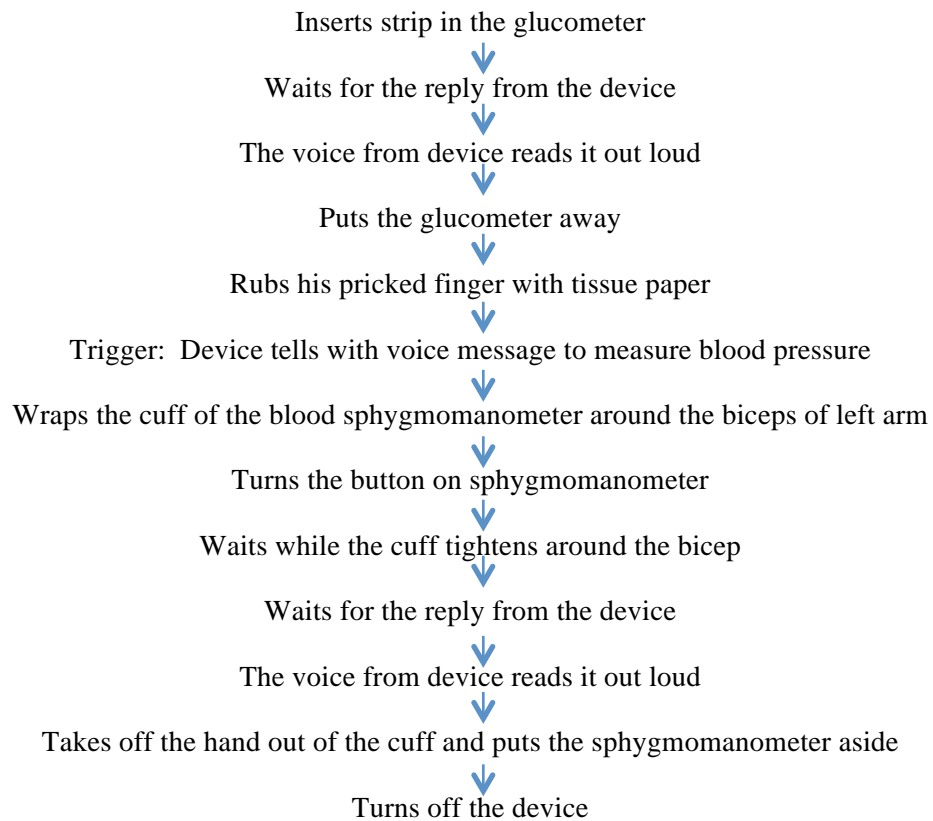 Inserts strip in the glucometer
Waits for the reply from the device
The voice from device reads it out loud
Puts the glucometer away
Rubs his pricked finger with tissue paper
Trigger:  Device tells with voice message to measure blood pressure
Wraps the cuff of the blood sphygmomanometer around the biceps of left arm
Turns the button on sphygmomanometer
Waits while the cuff tightens around the bicep
Waits for the reply from the device
The voice from device reads it out loud
Takes off the hand out of the cuff and puts the sphygmomanometer aside
Turns off the device